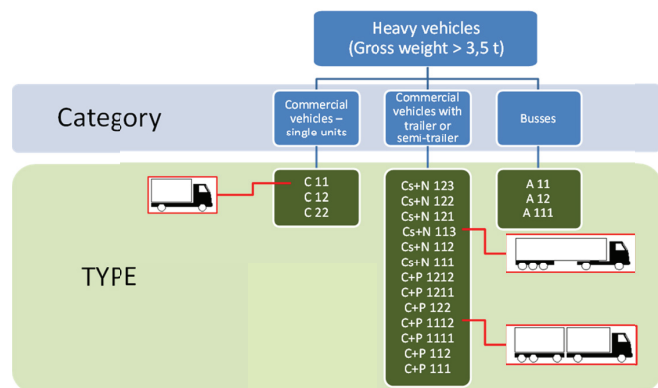 Heavy vehicles
(Gross weight > 3,5 t)
Category
Commercial
vehicles –
single units
Commercial
vehicles with
trailer or
semi-trailer
Busses
TYPE
C 11
C 12
C 22
Cs+N 123
Cs+N 122
Cs+N 121
Cs+N 113
Cs+N 112
Cs+N 111
C+P 1212
C+P 1211
C+P 122
C+P 1112
C+P 1111
C+P 112
C+P 111
A 11
A 12
A 111